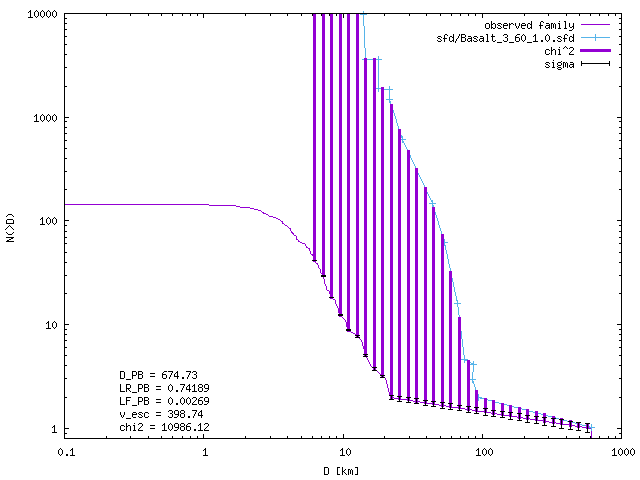 10000
1000
100
10
1
N(>D)
observed family
sfd/Basalt_3_60_1.0.sfd
chi^2
sigma
D_PB = 674.73
LR_PB = 0.74189
LF_PB = 0.00269
v_esc = 398.74
chi2 = 10986.12
0.1 1 10 100 1000
D [km]